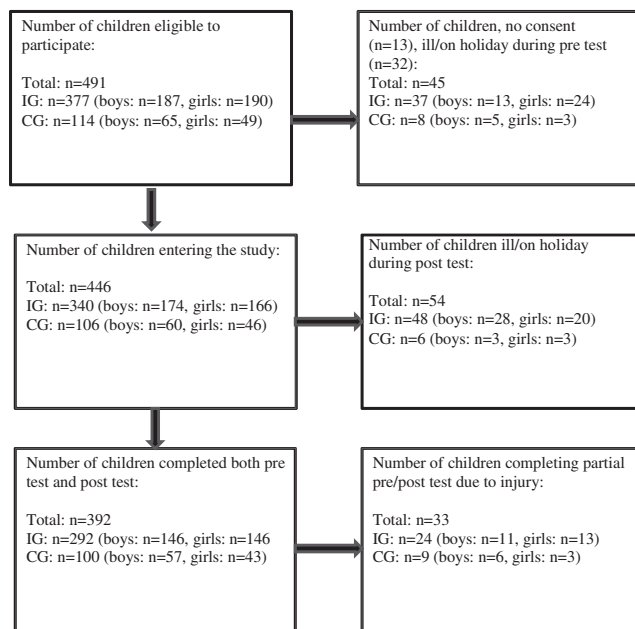 Number of children eligible to
participate:
Total: n=491
IG: n=377 (boys: n=187, girls: n=190)
CG: n=114 (boys: n=65, girls: n=49)
Number of children, no consent
(n=13), ill/on holiday during pre test
(n=32):
Total: n=45
IG: n=37 (boys: n=13, girls: n=24)
CG: n=8 (boys: n=5, girls: n=3)
Number of children entering the study:
Total: n=446
IG: n=340 (boys: n=174, girls: n=166)
CG: n=106 (boys: n=60, girls: n=46)
Number of children ill/on holiday
during post test:
Total: n=54
IG: n=48 (boys: n=28, girls: n=20)
CG: n=6 (boys: n=3, girls: n=3)
Number of children completed both pre
test and post test:
Total: n=392
IG: n=292 (boys: n=146, girls: n=146
CG: n=100 (boys: n=57, girls: n=43)
Number of children completing partial
pre/post test due to injury:
Total: n=33
IG: n=24 (boys: n=11, girls: n=13)
CG: n=9 (boys: n=6, girls: n=3)